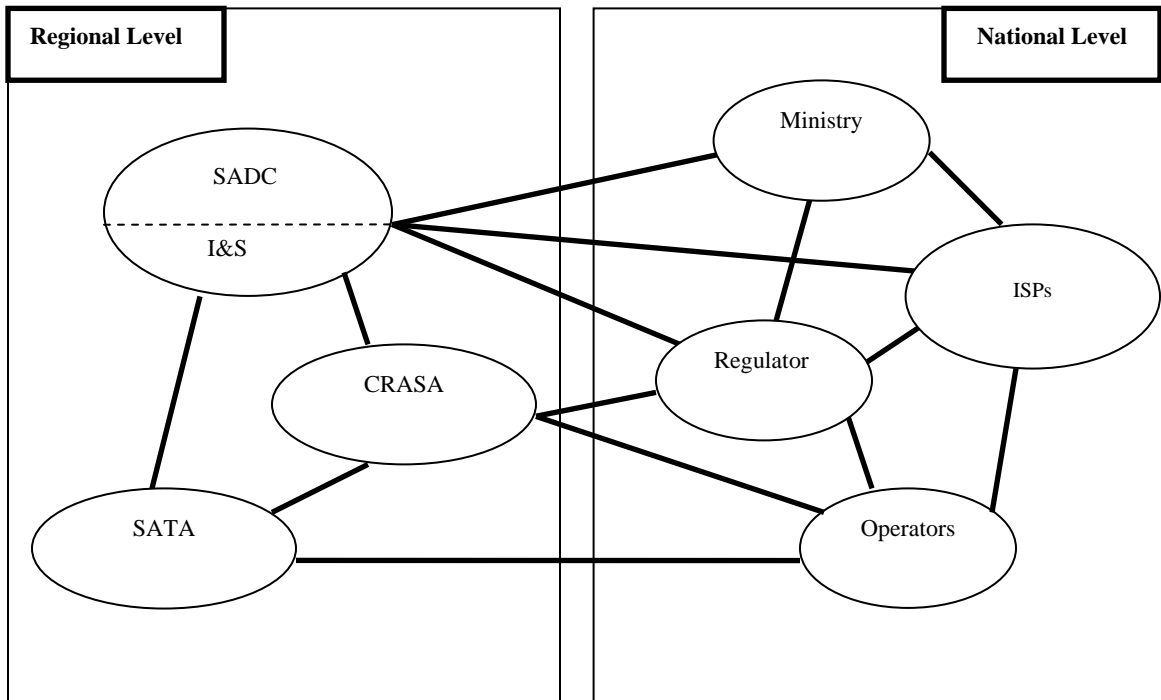 Regional Level
National Level
Ministry
SADC
I&S
ISPs
Regulator
CRASA
SATA
Operators